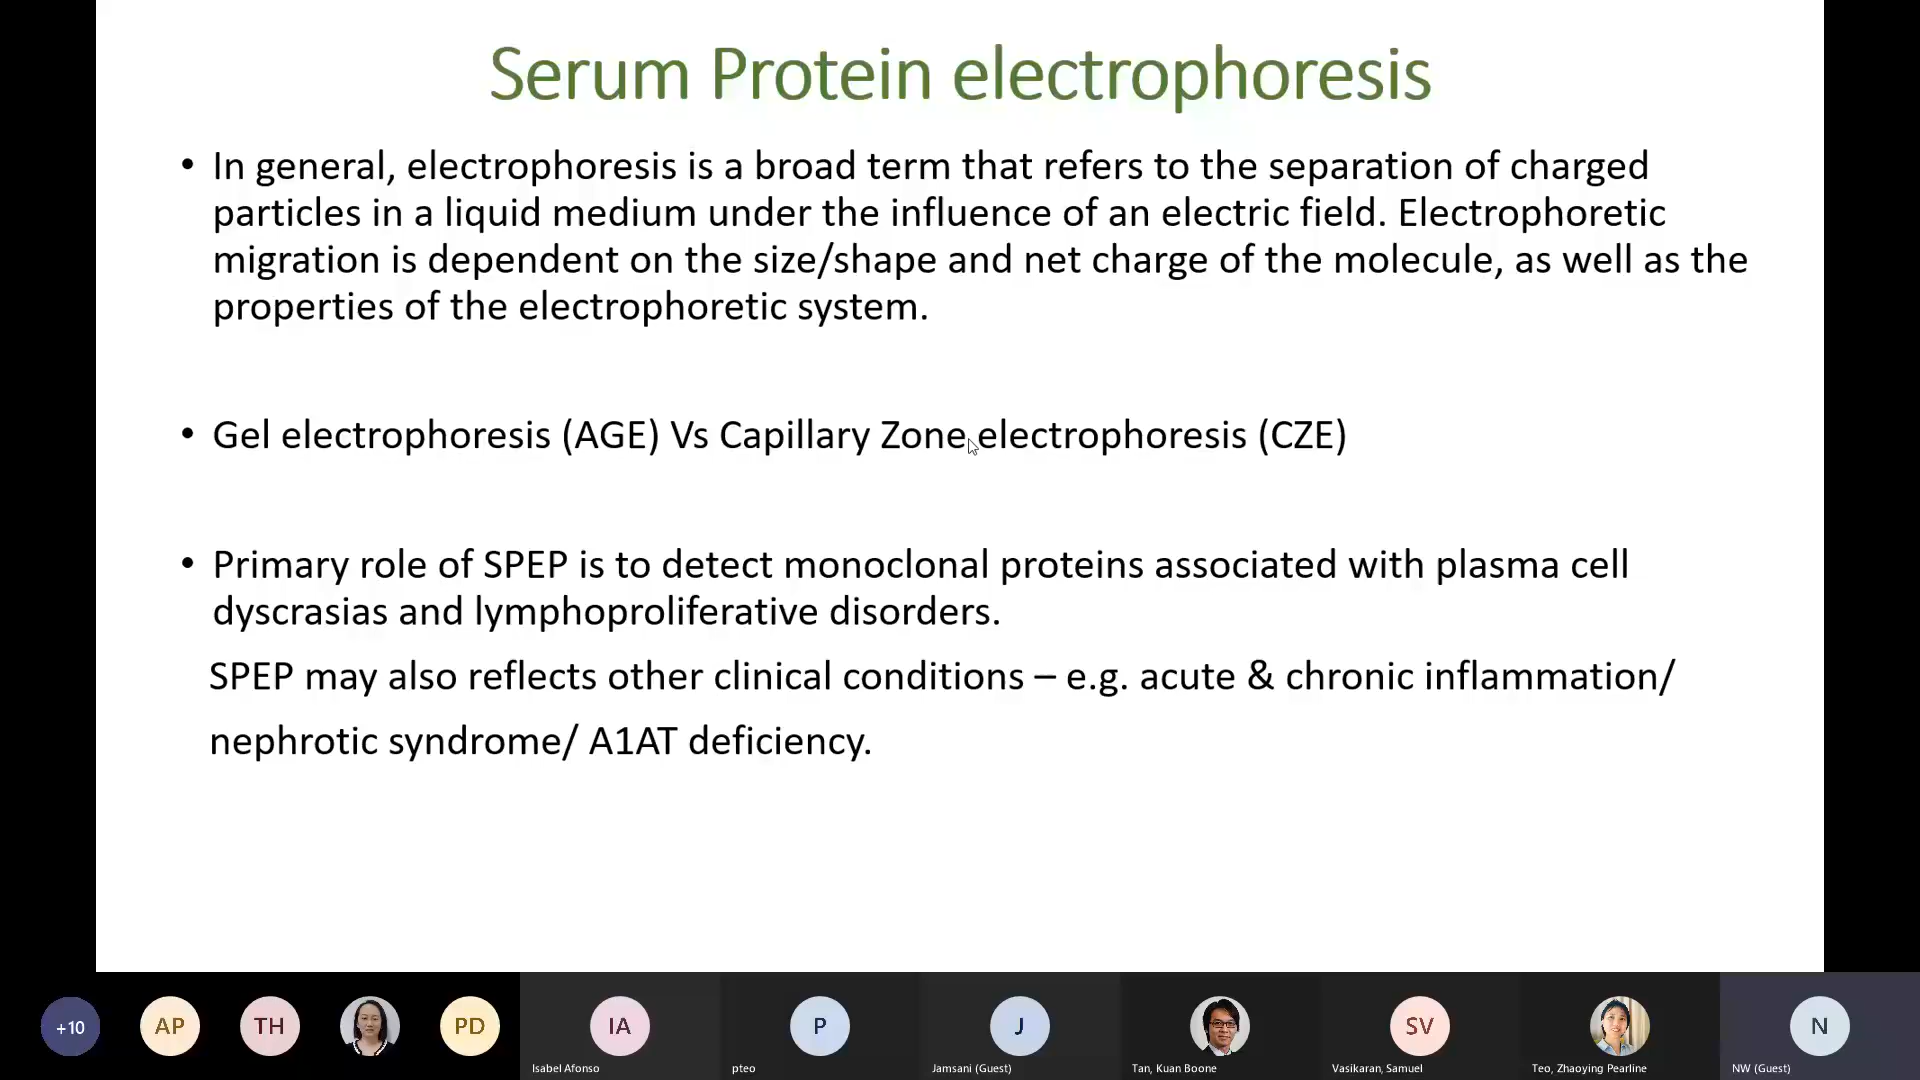 Serum Protein electrophoresis
• In general, electrophoresis is a broad term that refers to the separation of charged
particles in a liquid medium under the influence of an electric field. Electrophoretic
migration is dependent on the size/shape and net charge of the molecule, as well as the
properties of the electrophoretic system.
• Gel electrophoresis (AGE) Vs Capillary Zone electrophoresis (CZE)
• Primary role of SPEP is to detect monoclonal proteins associated with plasma cell
dyscrasias and lymphoproliferative disorders.
SPEP may also reflects other clinical conditions – e.g. acute & chronic inflammation/
nephrotic syndrome/ A1AT deficiency.
+10 AP TH PD IA P J SV N
Isabel Afonso pteo Jamsani (Guest) Tan, Kuan Boone Vasikaran, Samuel Teo, Zhaoying Pearline NW (Guest)